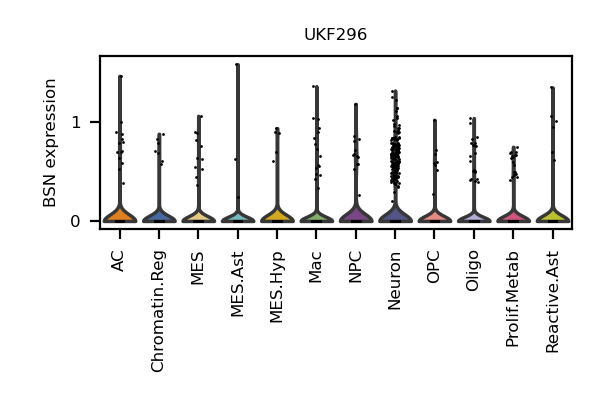 UKF296
BSN expression
1
0
AC
Chromatin.Reg
MES
MES.Ast
MES.Hyp
Mac
NPC
Neuron
OPC
Oligo
Prolif.Metab
Reactive.Ast